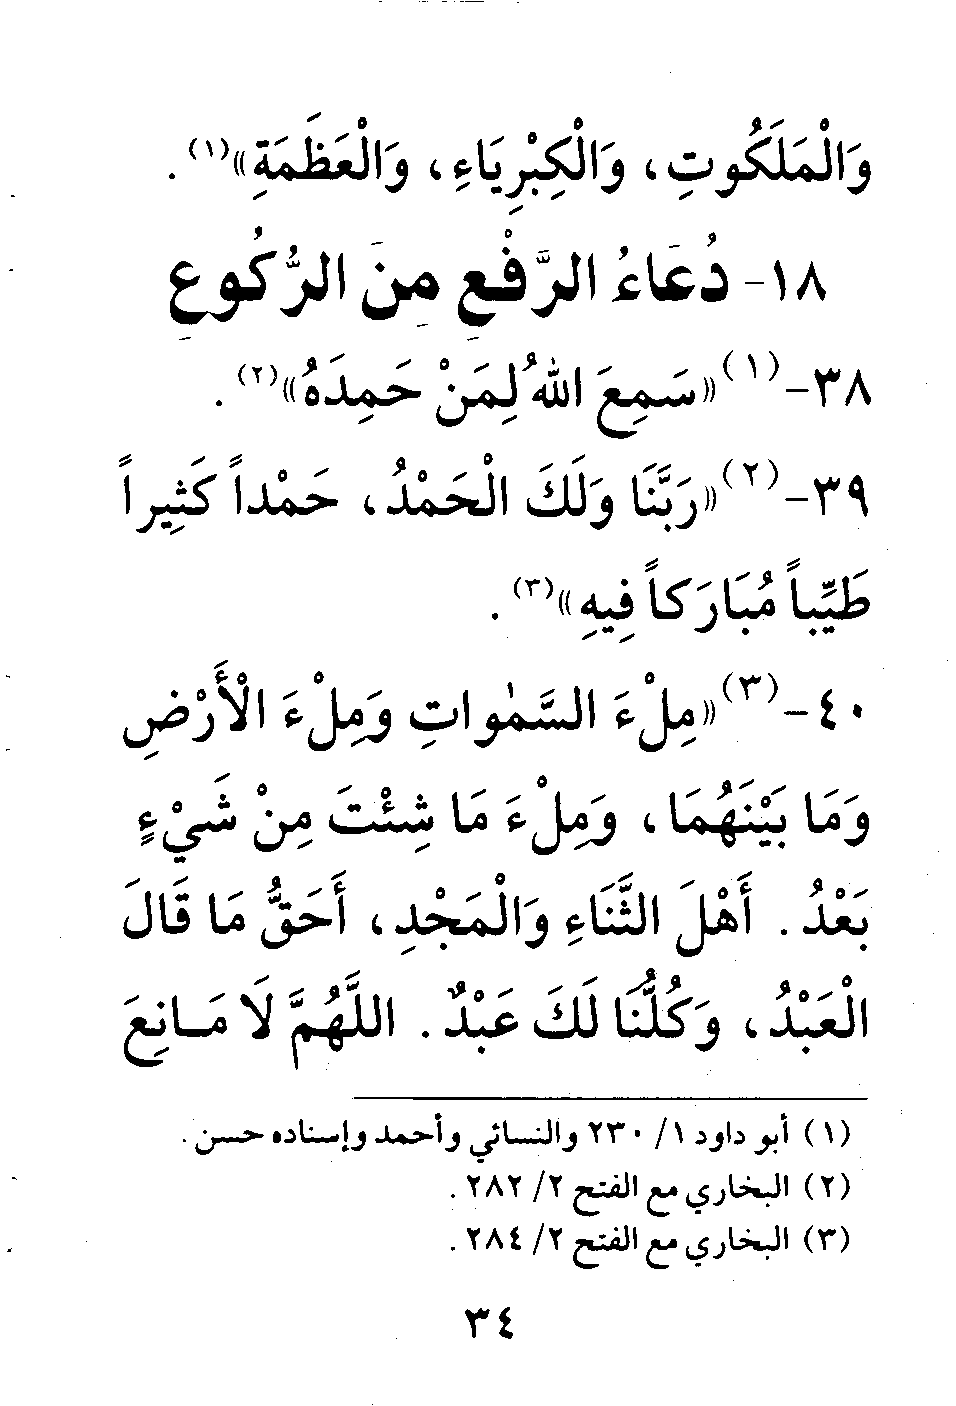 وَالْمَلَكُوتِ، وَالْكِبْرِيَاءِ، وَالْعَظَمَةِ»(١).
١٨- دُعَاءُ الرَّفْعِ مِنَ الرُّكُوعِ
٣٨-(١)«سَمِعَ اللهُ لِمَنْ حَمِدَهُ»(٢).
٣٩-(٢)«رَبَّنَا وَلَكَ الْحَمْدُ، حَمْداً كَثِيراً
طَيِّباً مُبَارَكاً فِيهِ»(٣).
٤٠-(٣)«مِلْءَ السَّمٰواتِ وَمِلْءَ الْأَرْضِ
وَمَا بَيْنَهُمَا، وَمِلْءَ مَا شِئْتَ مِنْ شَيْءٍ
بَعْدُ. أَهْلَ الثَّنَاءِ وَالْمَجْدِ، أَحَقُّ مَا قَالَ
الْعَبْدُ، وَكُلُّنَا لَكَ عَبْدٌ. اللَّهُمَّ لَا مَـانِعَ
(١) أبو داود ١/ ٢٣٠ والنسائي وأحمد وإسناده حسن.
(٢) البخاري مع الفتح ٢/ ٢٨٢.
(٣) البخاري مع الفتح ٢/ ٢٨٤.
٣٤